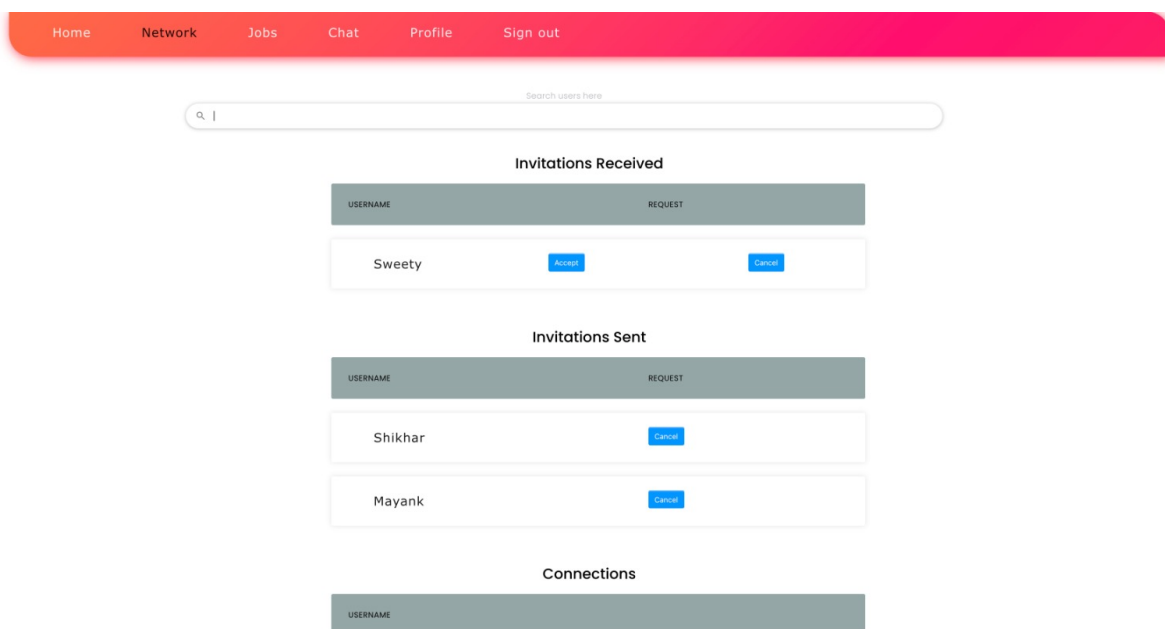 Home Network Jobs Chat Profile Sign out
Search users here
Invitations Received
USERNAME REQUEST
Sweety Accept Cancel
Invitations Sent
USERNAME REQUEST
Shikhar Cancel
Mayank Cancel
Connections
USERNAME